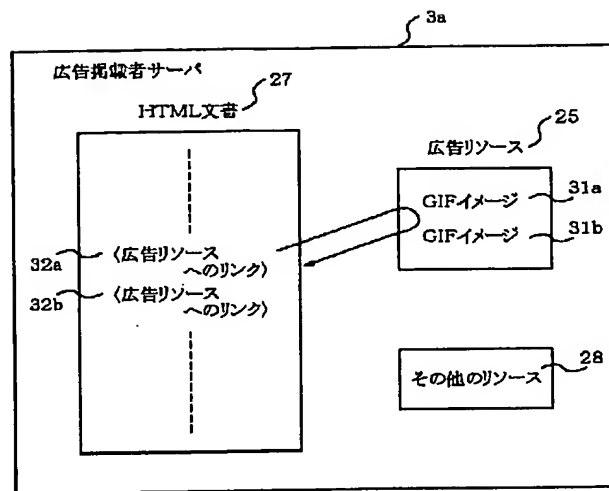 3a
広告掲載者サーバ
27
HTML文書
25
広告リソース
GIFイメージ
31a
GIFイメージ
31b
32a
〈広告リソース
へのリンク〉
32b
〈広告リソース
へのリンク〉
その他のリソース
28